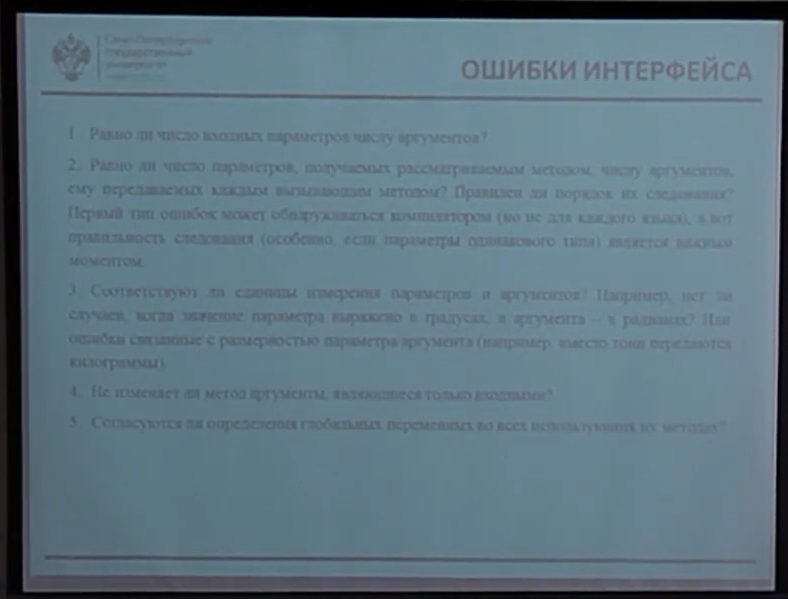 Санкт-Петербургский
государственный
университет
ОШИБКИ ИНТЕРФЕЙСА
1. Равно ли число входных параметров числу аргументов?
2. Равно ли число параметров, получаемых рассматриваемым методом, числу аргументов,
ему передаваемых каждым вызывающим методом? Правилен ли порядок их следования?
Первый тип ошибок может обнаруживаться компилятором (но не для каждого языка), а вот
правильность следования (особенно, если параметры одинакового типа) является важным
моментом.
3. Соответствуют ли единицы измерения параметров и аргументов? Например, нет ли
случаев, когда значение параметра выражено в градусах, а аргумента – в радианах? Или
ошибки связанные с размерностью параметра аргумента (например, вместо тонн передаются
килограммы).
4. Не изменяет ли метод аргументы, являющиеся только входными?
5. Согласуются ли определения глобальных переменных во всех использующих их методах?